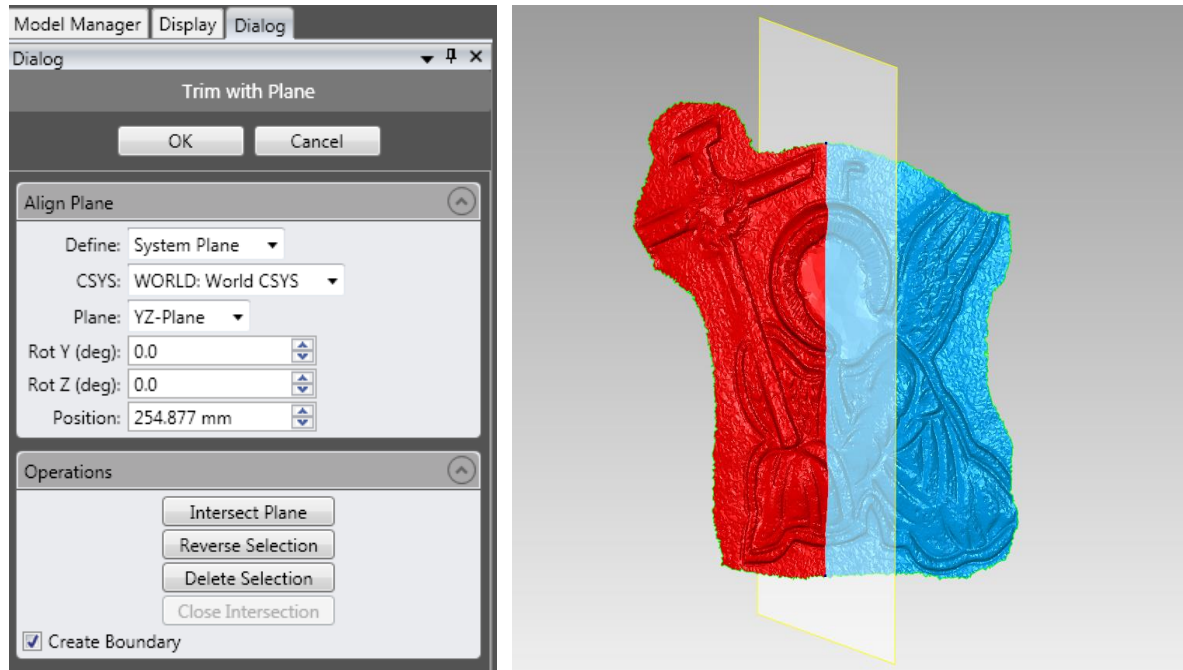 Model Manager Display Dialog
Dialog
Trim with Plane
OK Cancel
Align Plane
Define: System Plane
CSYS: WORLD: World CSYS
Plane: YZ-Plane
Rot Y (deg): 0.0
Rot Z (deg): 0.0
Position: 254.877 mm
Operations
Intersect Plane
Reverse Selection
Delete Selection
Close Intersection
Create Boundary